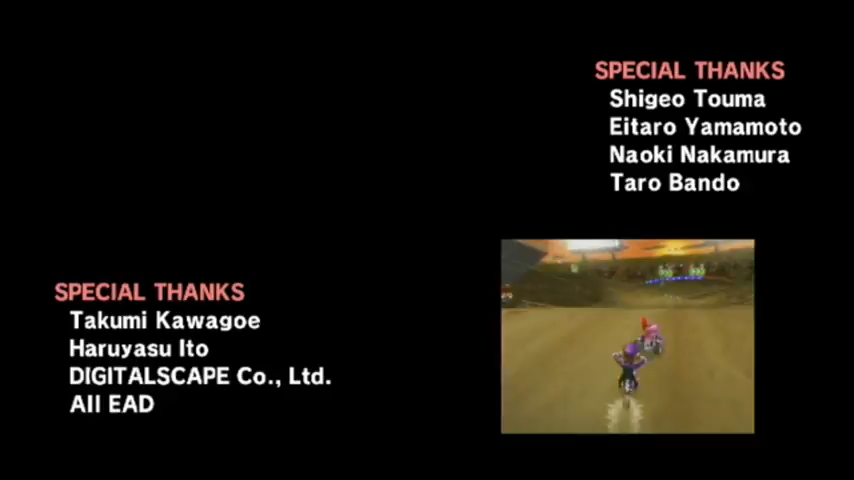 SPECIAL THANKS
Shigeo Touma
Eitaro Yamamoto
Naoki Nakamura
Taro Bando
SPECIAL THANKS
Takumi Kawagoe
Haruyasu Ito
DIGITALSCAPE Co., Ltd.
All EAD